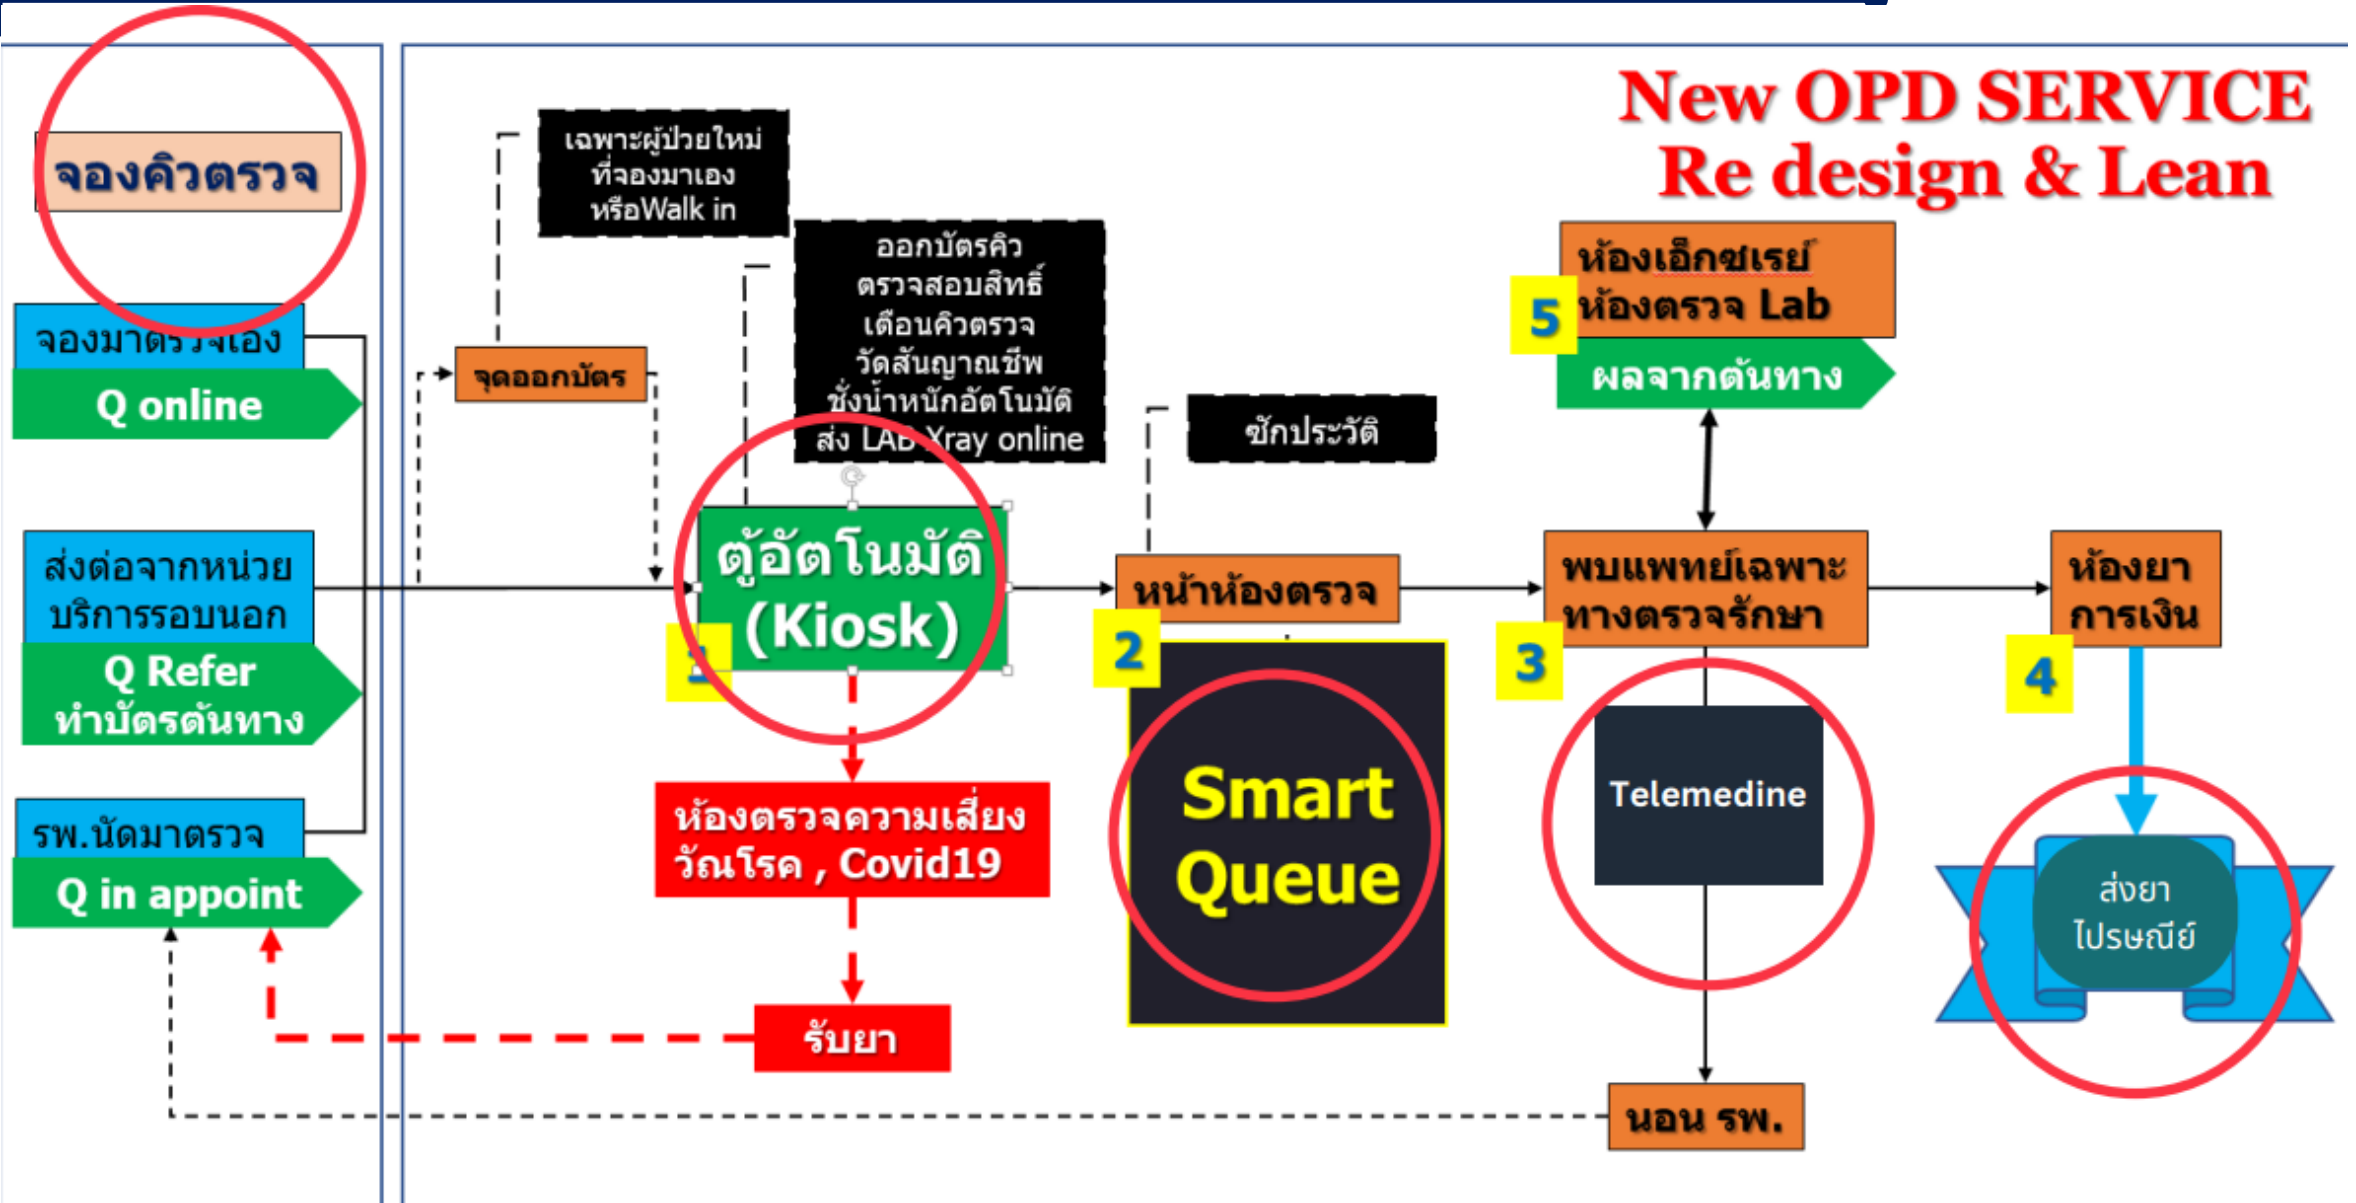 New OPD SERVICE
Re design & Lean
จองคิวตรวจ
จองมาตรวจเอง
Q online
ส่งต่อจากหน่วย
บริการรอบนอก
Q Refer
ทำบัตรต้นทาง
รพ.นัดมาตรวจ
Q in appoint
เฉพาะผู้ป่วยใหม่
ที่จองมาเอง
หรือWalk in
จุดออกบัตร
ออกบัตรคิว
ตรวจสอบสิทธิ์
เตือนคิวตรวจ
วัดสันญาณชีพ
ชั่งน้ำหนักอัตโนมัติ
ส่ง LAB Xray online
ตู้อัตโนมัติ
(Kiosk)
1
ห้องตรวจความเสี่ยง
วัณโรค , Covid19
รับยา
ซักประวัติ
หน้าห้องตรวจ
2
Smart
Queue
ห้องเอ็กซเรย์
ห้องตรวจ Lab
5
ผลจากต้นทาง
พบแพทย์เฉพาะ
ทางตรวจรักษา
3
Telemedine
นอน รพ.
ห้องยา
การเงิน
4
ส่งยา
ไปรษณีย์